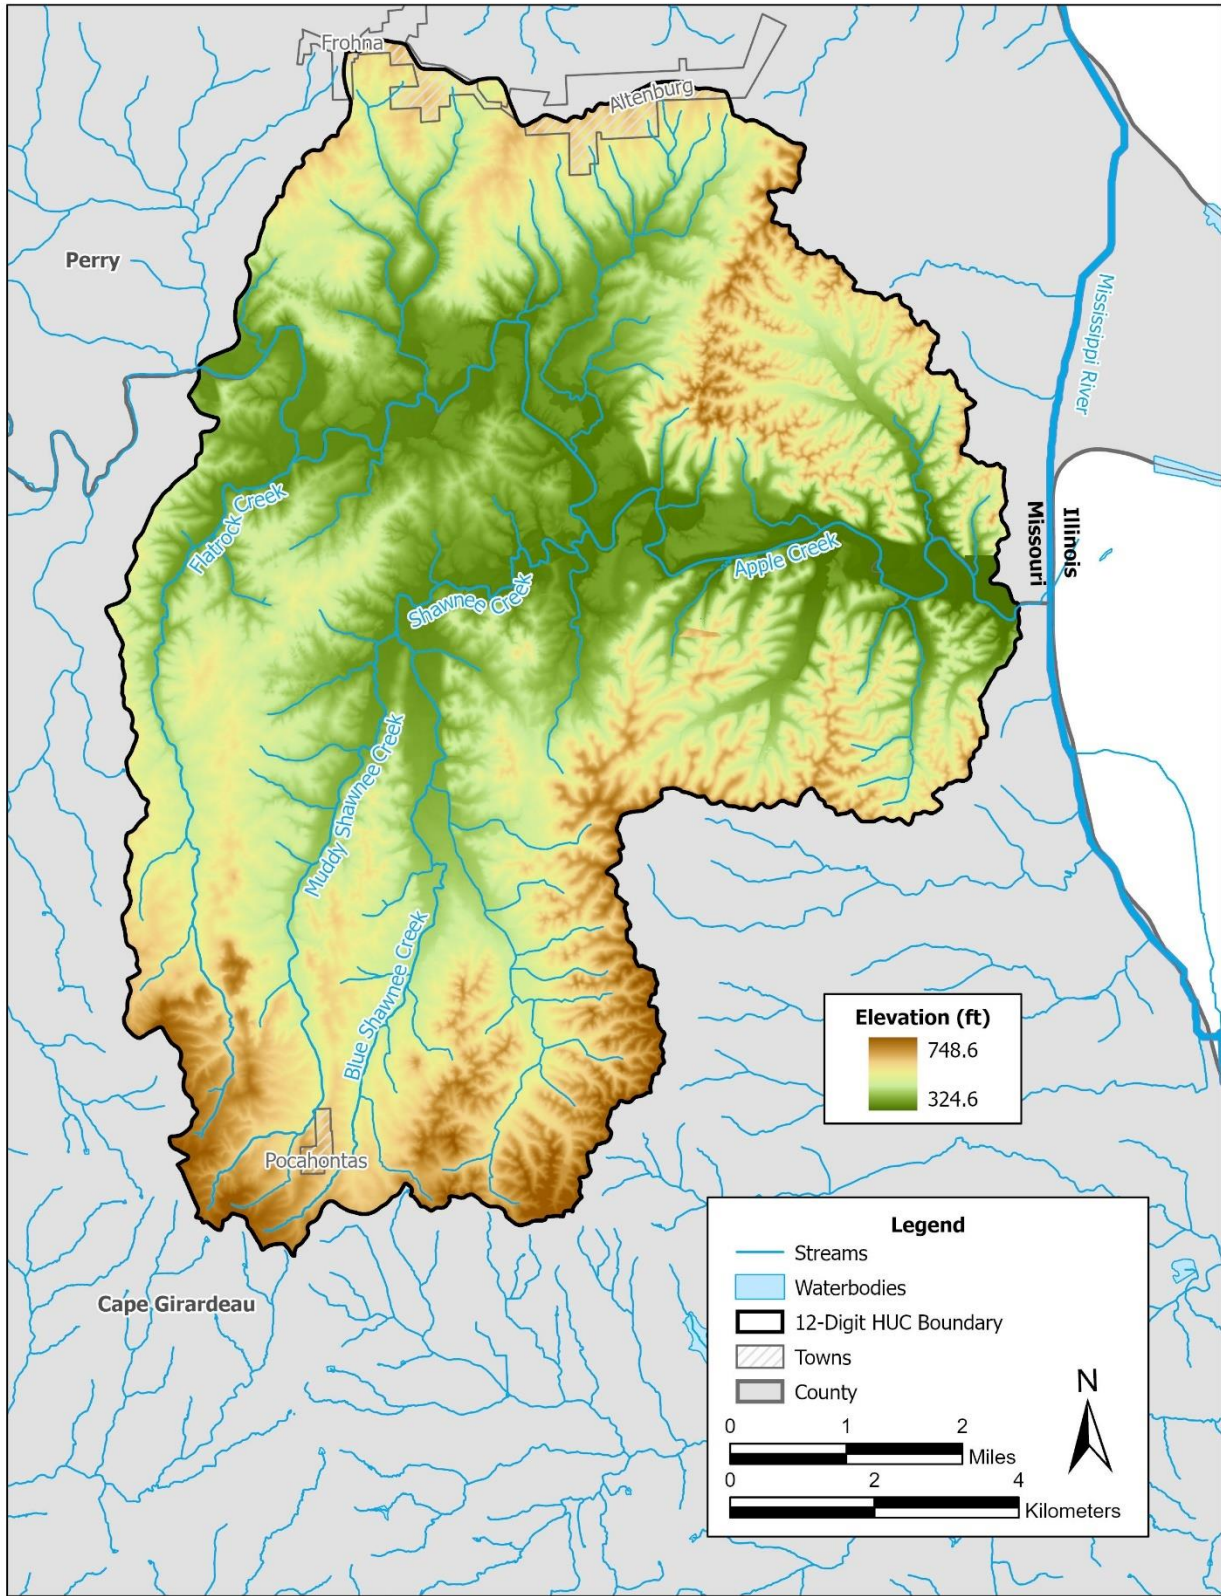 Frohna
Altenburg
Perry
Mississippi River
Illinois
Missouri
Flatrock Creek
Apple Creek
Shawnee Creek
Muddy Shawnee Creek
Blue Shawnee Creek
Elevation (ft)
748.6
324.6
Pocahontas
Cape Girardeau
Legend
Streams
Waterbodies
12-Digit HUC Boundary
Towns
County
N
0 1 2
Miles
0 2 4
Kilometers